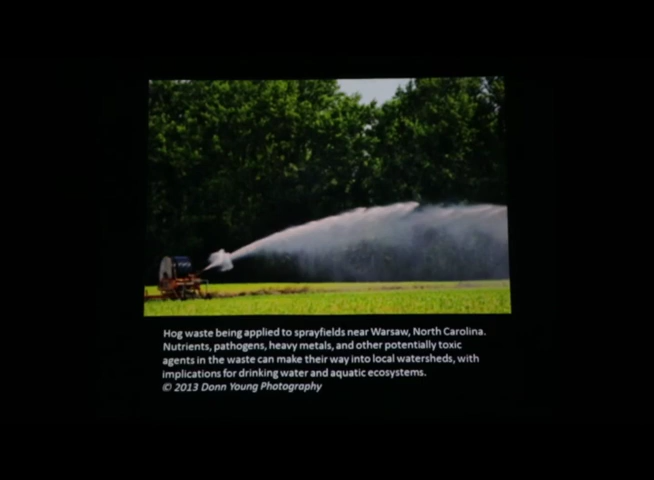 Hog waste being applied to sprayfields near Warsaw, North Carolina.
Nutrients, pathogens, heavy metals, and other potentially toxic
agents in the waste can make their way into local watersheds, with
implications for drinking water and aquatic ecosystems.
© 2013 Donn Young Photography